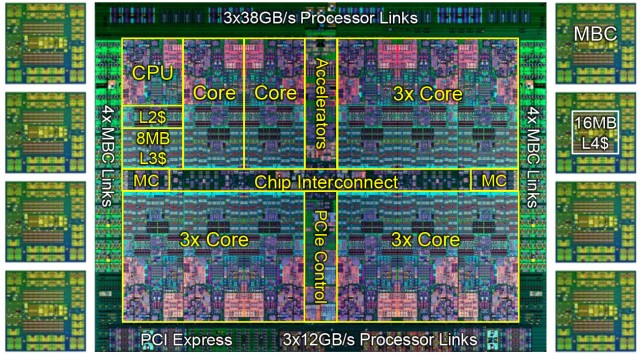 3x38GB/s Processor Links
MBC
CPU
Core
Core
Accelerators
3x Core
L2$
8MB
L3$
16MB
L4$
4x MBC Links
4x MBC Links
MC
Chip Interconnect
MC
3x Core
PCIe Control
3x Core
PCI Express
3x12GB/s Processor Links